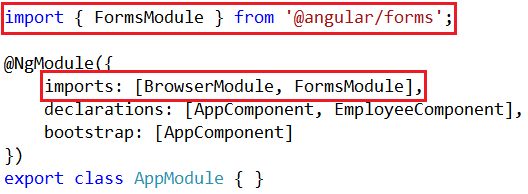 import { FormsModule } from '@angular/forms';
@NgModule({
    imports: [BrowserModule, FormsModule],
    declarations: [AppComponent, EmployeeComponent],
    bootstrap: [AppComponent]
})
export class AppModule { }